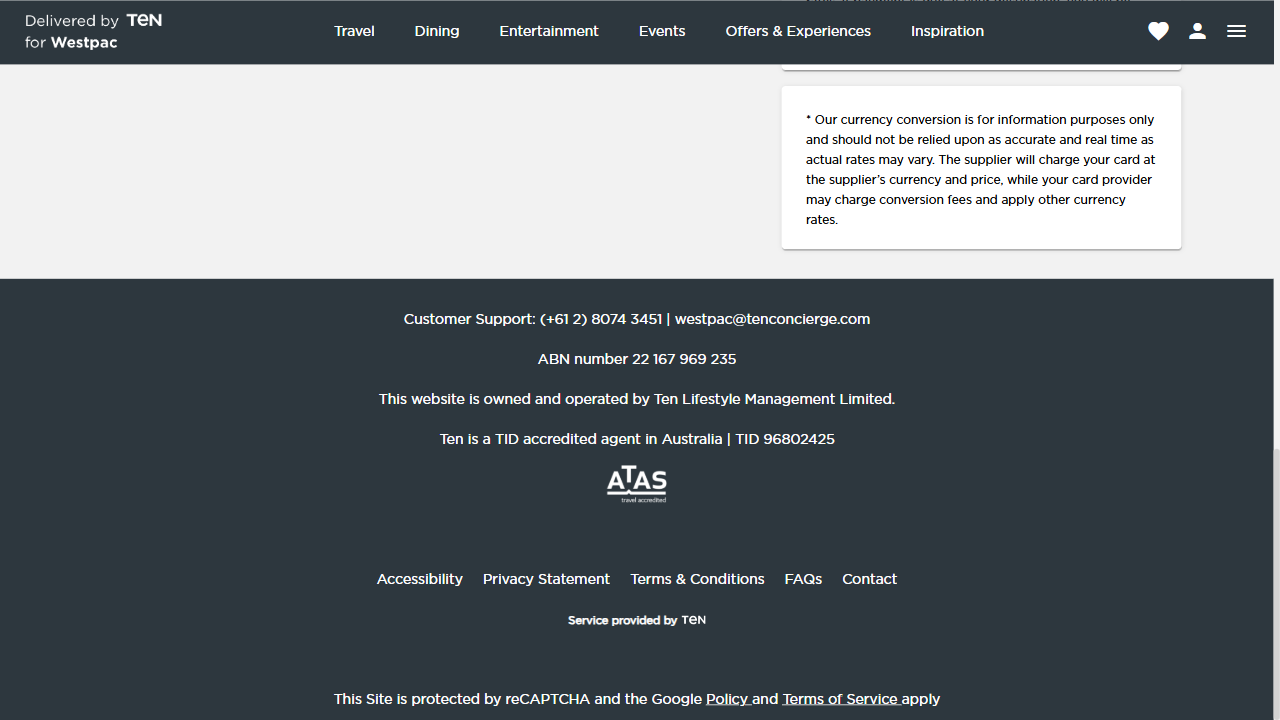 Delivered by TEN
for Westpac
Travel
Dining
Entertainment
Events
Offers & Experiences
Inspiration
* Our currency conversion is for information purposes only
and should not be relied upon as accurate and real time as
actual rates may vary. The supplier will charge your card at
the supplier's currency and price, while your card provider
may charge conversion fees and apply other currency
rates.
Customer Support: (+61 2) 8074 3451 | westpac@tenconcierge.com
ABN number 22 167 969 235
This website is owned and operated by Ten Lifestyle Management Limited.
Ten is a TID accredited agent in Australia | TID 96802425
ATAS
travel accredited
Accessibility
Privacy Statement
Terms & Conditions
FAQs
Contact
Service provided by TEN
This Site is protected by reCAPTCHA and the Google Policy and Terms of Service apply